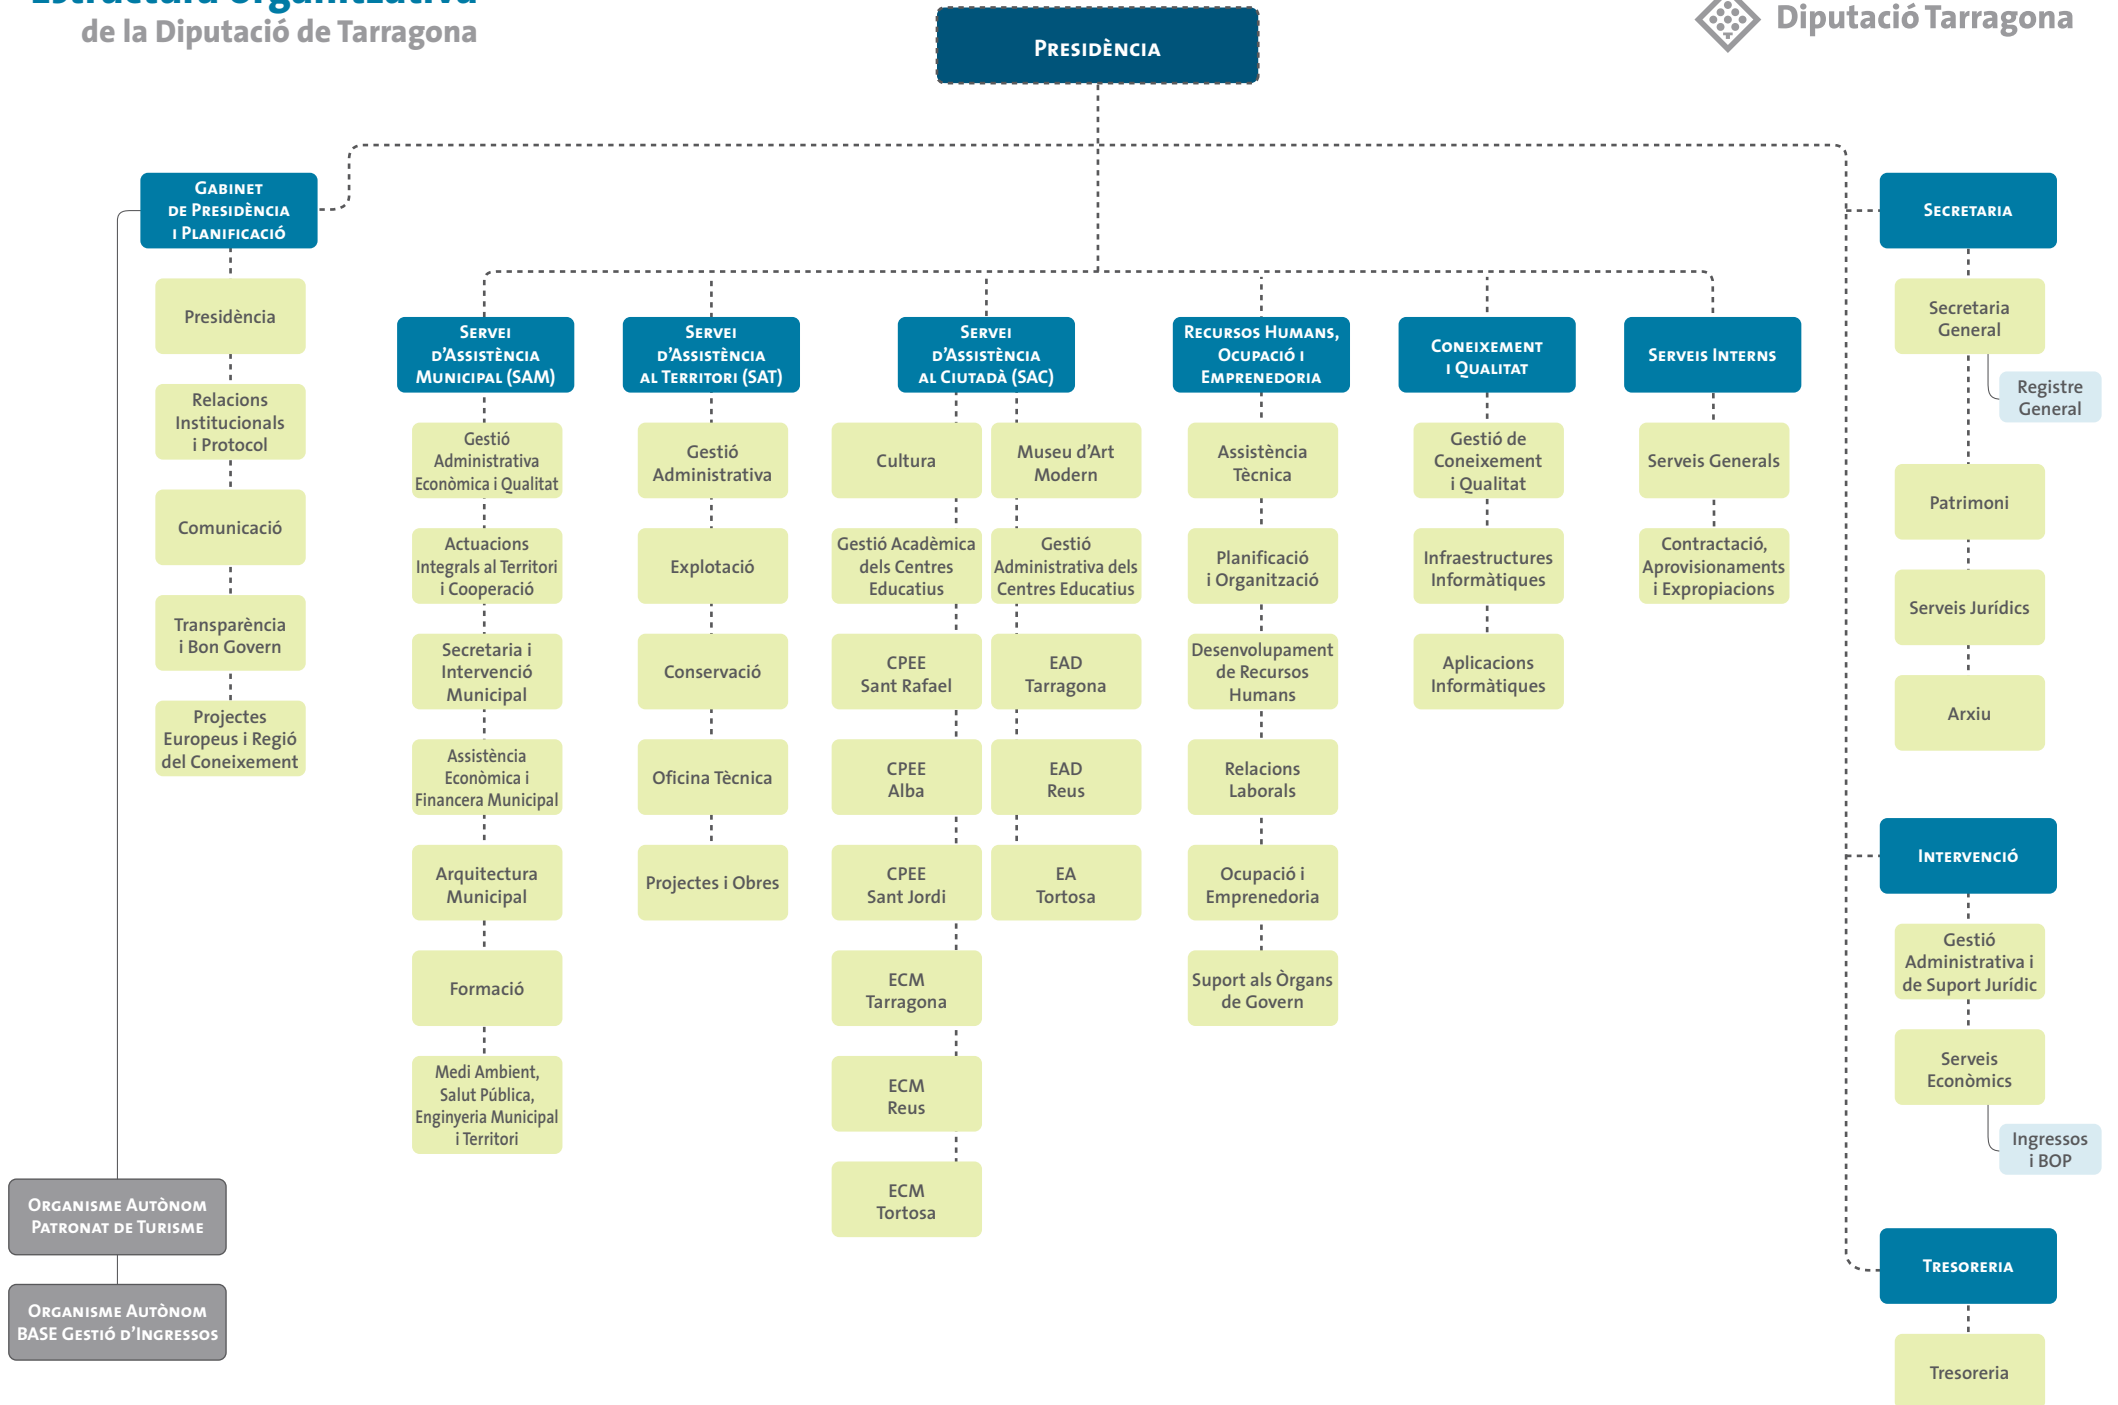 Estructura Organitzativa
de la Diputació de Tarragona
Diputació Tarragona
Presidència
Gabinet
de Presidència
i Planificació
Presidència
Relacions
Institucionals
i Protocol
Comunicació
Transparència
i Bon Govern
Projectes
Europeus i Regió
del Coneixement
Organisme Autònom
Patronat de Turisme
Organisme Autònom
BASE Gestió d’Ingressos
Servei
d’Assistència
Municipal (SAM)
Gestió
Administrativa
Econòmica i Qualitat
Actuacions
Integrals al Territori
i Cooperació
Secretaria i
Intervenció
Municipal
Assistència
Econòmica i
Financera Municipal
Arquitectura
Municipal
Formació
Medi Ambient,
Salut Pública,
Enginyeria Municipal
i Territori
Servei
d’Assistència
al Territori (SAT)
Gestió
Administrativa
Explotació
Conservació
Oficina Tècnica
Projectes i Obres
Servei
d’Assistència
al Ciutadà (SAC)
Cultura
Gestió Acadèmica
dels Centres
Educatius
CPEE
Sant Rafael
CPEE
Alba
CPEE
Sant Jordi
ECM
Tarragona
ECM
Reus
ECM
Tortosa
Museu d’Art
Modern
Gestió
Administrativa dels
Centres Educatius
EAD
Tarragona
EAD
Reus
EA
Tortosa
Recursos Humans,
Ocupació i
Emprenedoria
Assistència
Tècnica
Planificació
i Organització
Desenvolupament
de Recursos
Humans
Relacions
Laborals
Ocupació i
Emprenedoria
Suport als Òrgans
de Govern
Coneixement
i Qualitat
Gestió de
Coneixement
i Qualitat
Infraestructures
Informàtiques
Aplicacions
Informàtiques
Serveis Interns
Serveis Generals
Contractació,
Aprovisionaments
i Expropiacions
Secretaria
Secretaria
General
Registre
General
Patrimoni
Serveis Jurídics
Arxiu
Intervenció
Gestió
Administrativa i
de Suport Jurídic
Serveis
Econòmics
Ingressos
i BOP
Tresoreria
Tresoreria